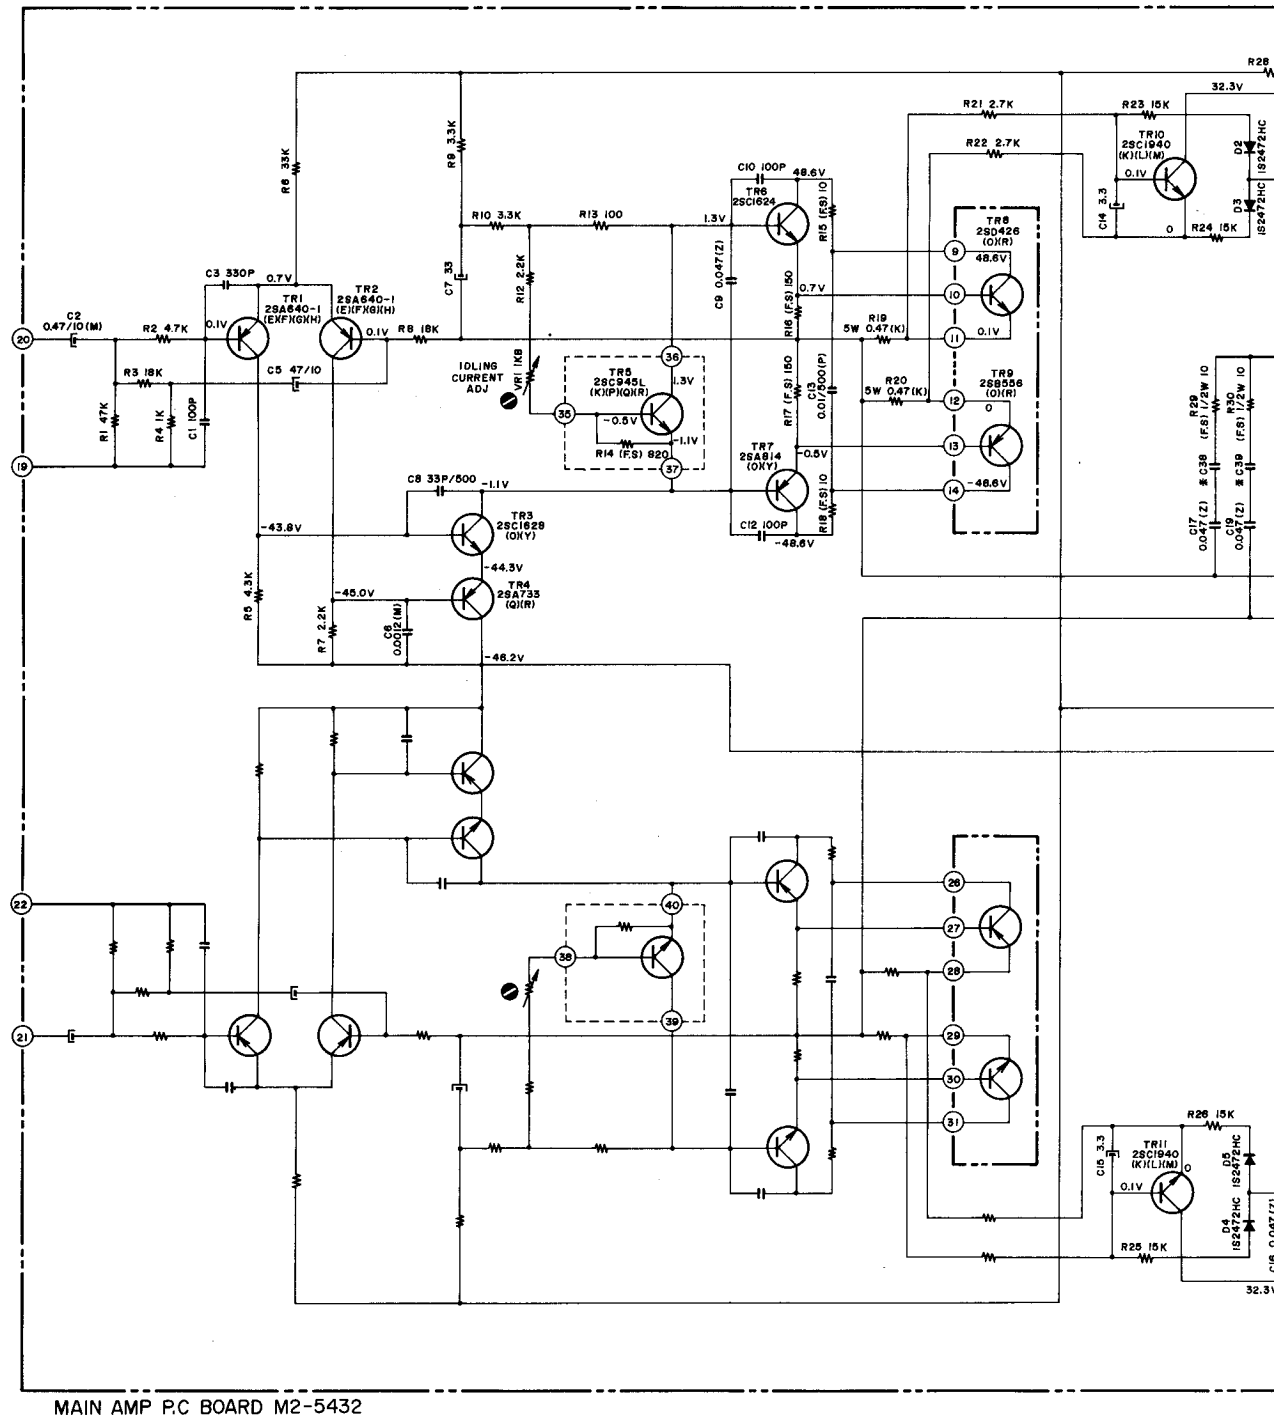 R28
32.3V
R21 2.7K
R23 15K
TR10
2SC1940
(K)(L)(M)
D2
1S2472HC
R22 2.7K
0.1V
C14 3.3
D3
1S2472HC
R24 15K
0
R9 3.3K
R6 33K
C10 100P
48.6V
TR6
2SC1624
R15 (F.S) 10
R10 3.3K
R13 100
1.3V
TR8
2SD426
(O)(R)
9
48.6V
C3 330P
0.7V
C7 33
R12 2.2K
C9 0.047(Z)
0.7V
R16 (F.S) 150
10
TR1
2SA640-1
(E)(F)(G)(H)
TR2
2SA640-1
(E)(F)(G)(H)
C2
0.47/10(M)
20
R2 4.7K
0.1V
0.1V
R8 18K
R19
5W 0.47(K)
11
0.1V
R3 18K
C5 47/10
IDLING
CURRENT
ADJ
VR1 1KB
36
TR5
2SC945L
(K)(P)(Q)(R)
1.3V
35
-0.5V
-1.1V
R14 (F.S) 820
37
R17 (F.S) 150
C13
0.01/500(P)
R20
5W 0.47(K)
TR9
2SB556
(O)(R)
12
0
R1 47K
R4 1K
C1 100P
19
TR7
2SA814
(O)(Y)
-0.5V
13
-48.6V
14
R18 (F.S) 10
C12 100P
-48.6V
R29
(F.S) 1/2W 10
R30
(F.S) 1/2W 10
※C38
※C39
C17
0.047(Z)
C19
0.047(Z)
C8 33P/500
-1.1V
TR3
2SC1628
(O)(Y)
-43.8V
-44.3V
R5 4.3K
-45.0V
TR4
2SA733
(Q)(R)
R7 2.2K
C6
0.0012(M)
-46.2V
22
40
38
39
21
26
27
28
29
30
31
R26 15K
C15 3.3
TR11
2SC1940
(K)(L)(M)
0
D5
1S2472HC
0.1V
D4
1S2472HC
R25 15K
C16 0.047(Z)
32.3V
MAIN AMP P.C BOARD M2-5432